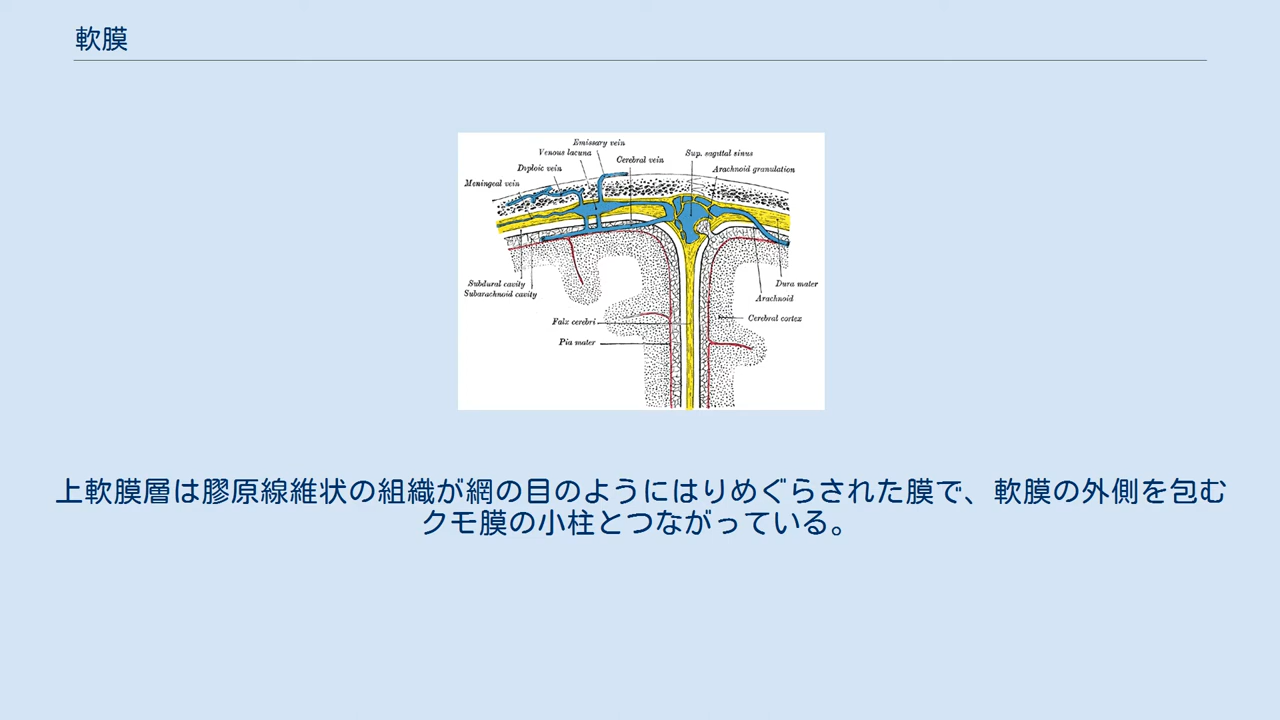 軟膜
Emissary vein
Venous lacuna
Cerebral vein
Sup. sagittal sinus
Diploic vein
Arachnoid granulation
Meningeal vein
Subdural cavity
Subarachnoid cavity
Dura mater
Arachnoid
Falx cerebri
Cerebral cortex
Pia mater
上軟膜層は膠原線維状の組織が網の目のようにはりめぐらされた膜で、軟膜の外側を包む
クモ膜の小柱とつながっている。